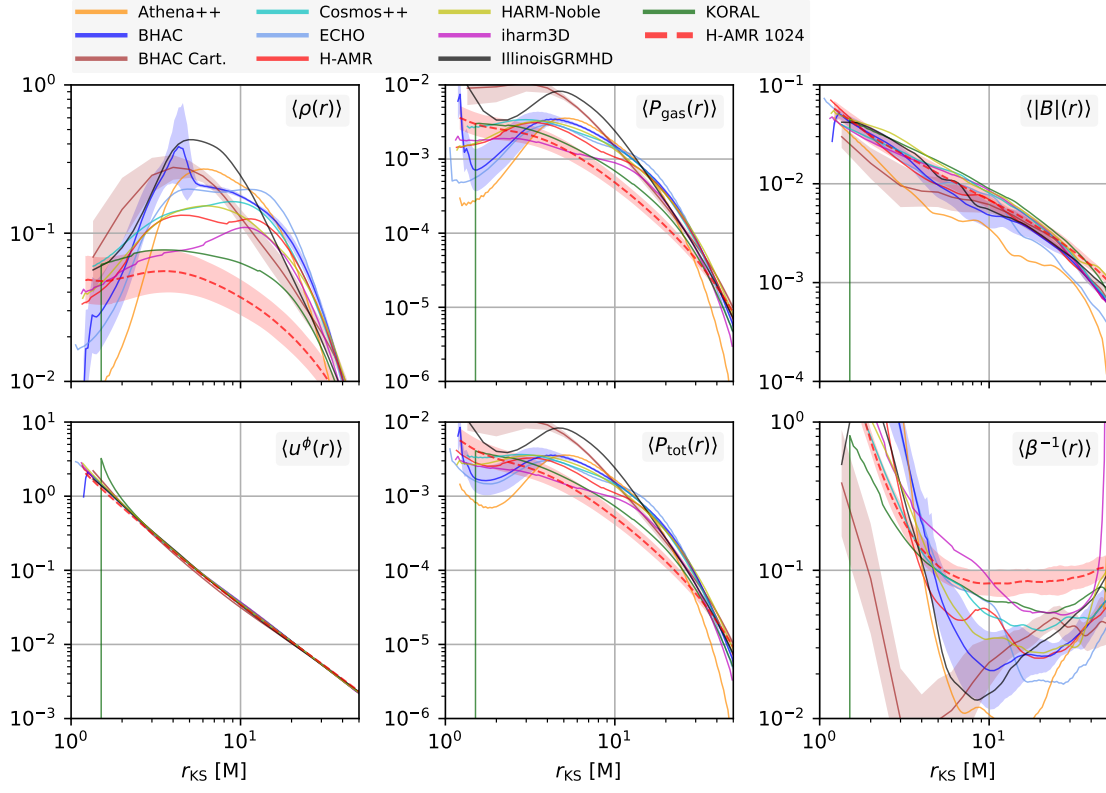 Athena++ Cosmos++ HARM-Noble KORAL
BHAC ECHO iharm3D H-AMR 1024
BHAC Cart. H-AMR IllinoisGRMHD
10^0 10^-2 10^-1
⟨ρ(r)⟩ ⟨P_gas(r)⟩ ⟨|B|(r)⟩
10^-3
10^-1 10^-2
10^-4
10^-3
10^-5
10^-2 10^-6 10^-4
10^1 10^-2 10^0
⟨u^ϕ(r)⟩ ⟨P_tot(r)⟩ ⟨β^-1(r)⟩
10^0 10^-3
10^-1 10^-4 10^-1
10^-2 10^-5
10^-3 10^-6 10^-2
10^0 10^1 10^0 10^1 10^0 10^1
r_KS [M] r_KS [M] r_KS [M]